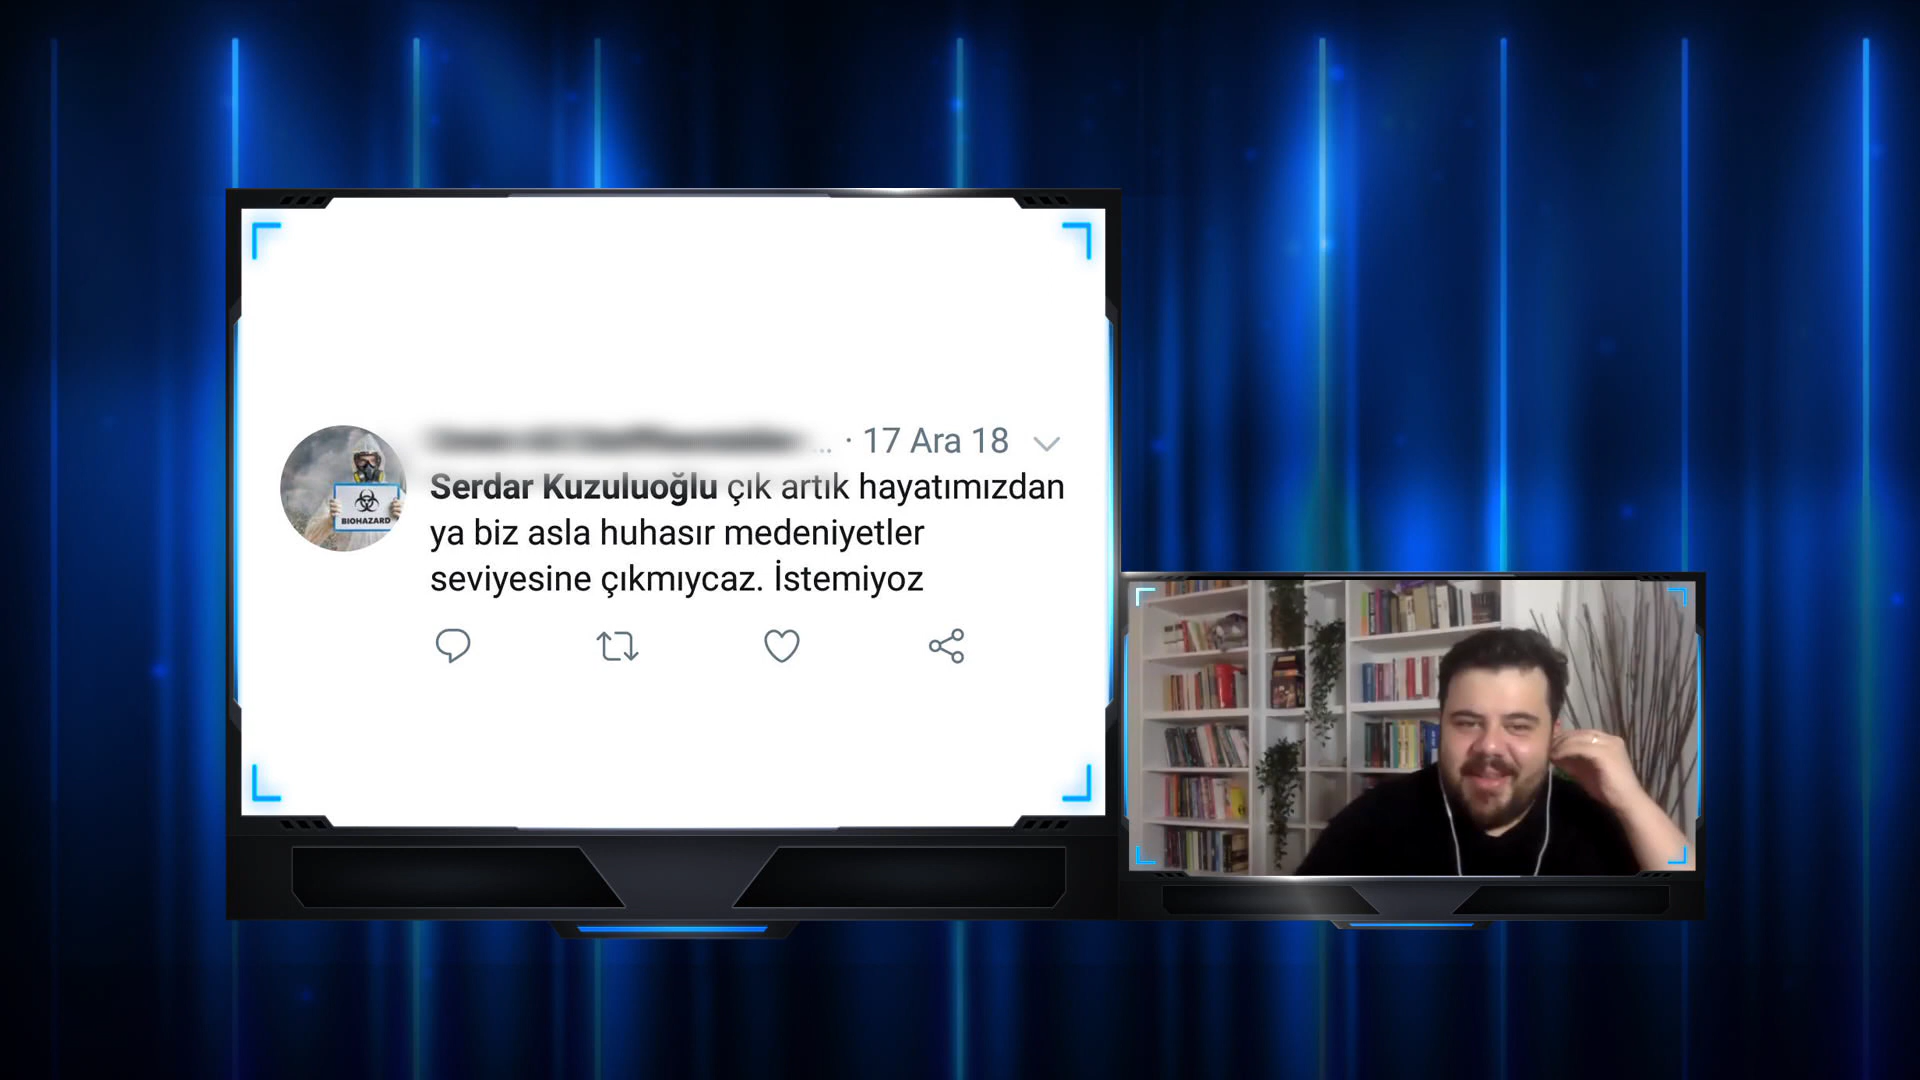 ... · 17 Ara 18
Serdar Kuzuluoğlu çık artık hayatımızdan
ya biz asla huhasır medeniyetler
seviyesine çıkmıycaz. İstemiyoz
BIOHAZARD